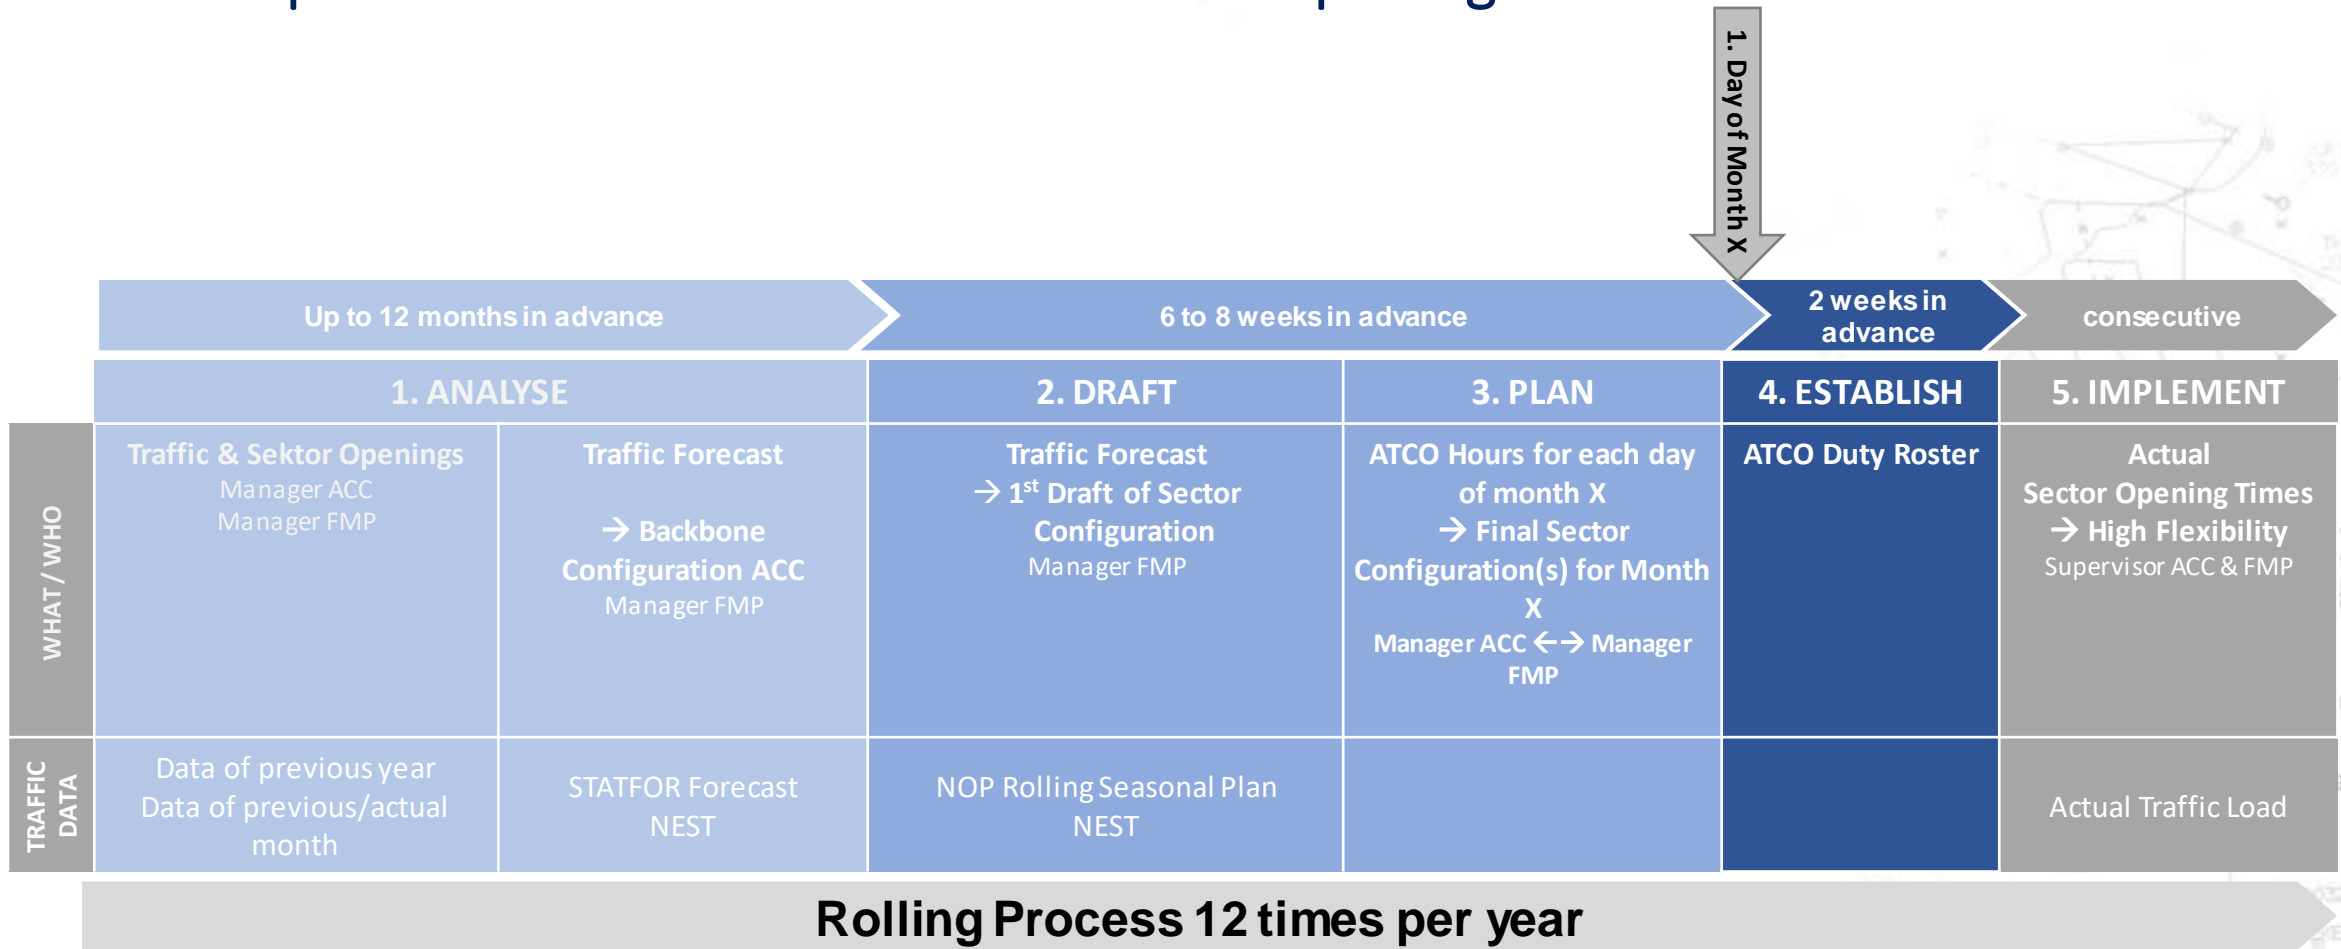 1. Day of Month X
Up to 12 months in advance
6 to 8 weeks in advance
2 weeks in
advance
consecutive
1. ANALYSE
2. DRAFT
3. PLAN
4. ESTABLISH
5. IMPLEMENT
WHAT / WHO
Traffic & Sektor Openings
Manager ACC
Manager FMP
Traffic Forecast
→ Backbone
Configuration ACC
Manager FMP
Traffic Forecast
→ 1st Draft of Sector
Configuration
Manager FMP
ATCO Hours for each day
of month X
→ Final Sector
Configuration(s) for Month
X
Manager ACC ←→ Manager
FMP
ATCO Duty Roster
Actual
Sector Opening Times
→ High Flexibility
Supervisor ACC & FMP
TRAFFIC
DATA
Data of previous year
Data of previous/actual
month
STATFOR Forecast
NEST
NOP Rolling Seasonal Plan
NEST
Actual Traffic Load
Rolling Process 12 times per year